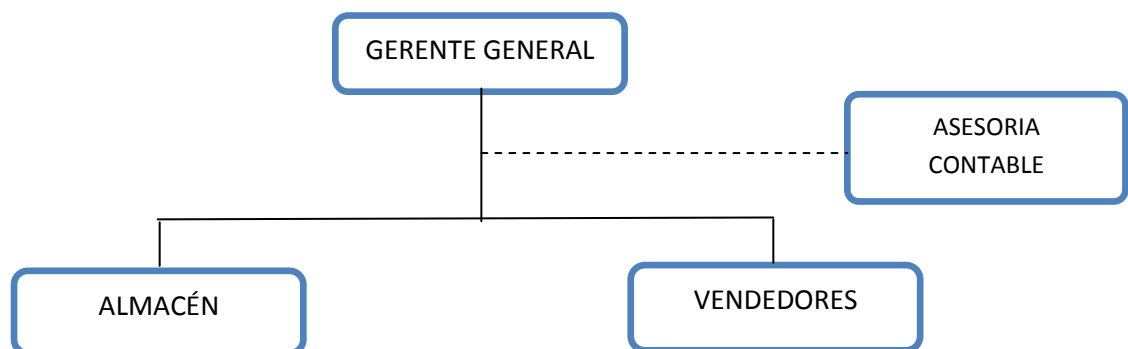 GERENTE GENERAL
ASESORIA
CONTABLE
ALMACÉN
VENDEDORES